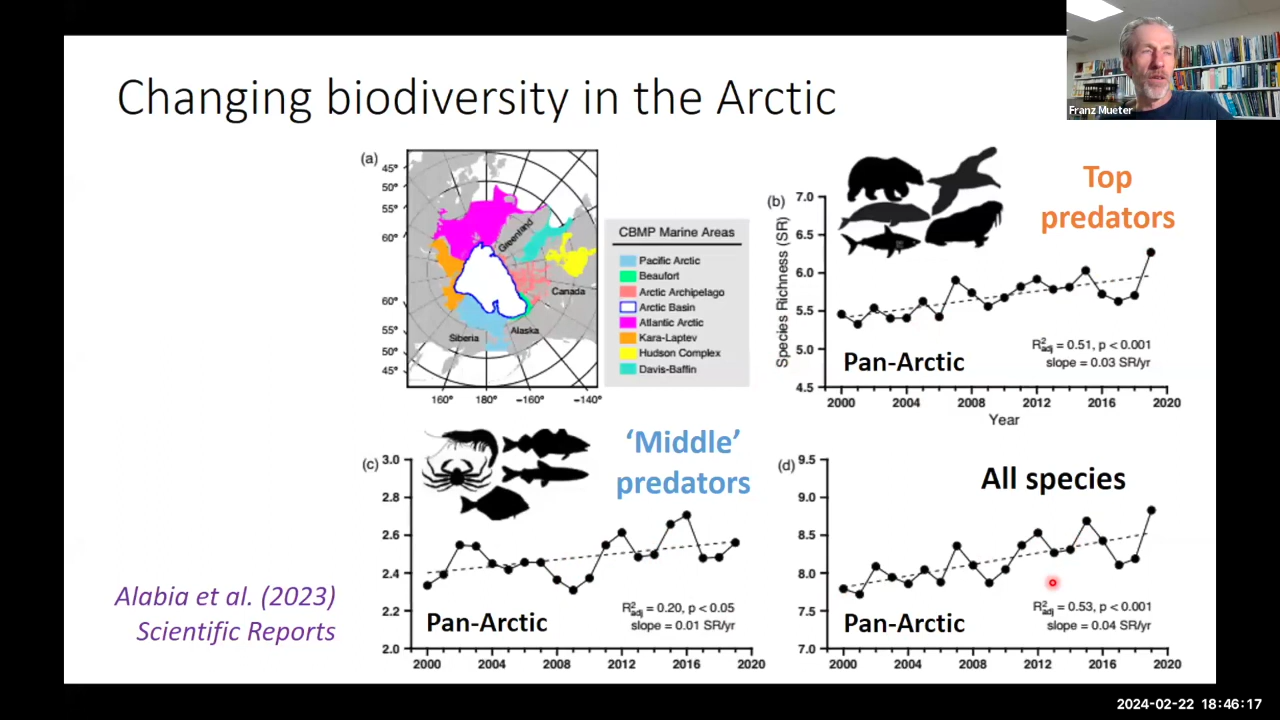 Changing biodiversity in the Arctic
Franz Mueter
(a)
45°
50°
55°
60°
60°
55°
50°
45°
160°
180°
-160°
-140°
Greenland
Canada
Alaska
Siberia
CBMP Marine Areas
Pacific Arctic
Beaufort
Arctic Archipelago
Arctic Basin
Atlantic Arctic
Kara-Laptev
Hudson Complex
Davis-Baffin
(b)
Top
predators
Species Richness (SR)
7.0
6.5
6.0
5.5
5.0
4.5
Pan-Arctic
R²adj = 0.51, p < 0.001
slope = 0.03 SR/yr
2000 2004 2008 2012 2016 2020
Year
(c)
'Middle'
predators
3.0
2.8
2.6
2.4
2.2
2.0
Pan-Arctic
R²adj = 0.20, p < 0.05
slope = 0.01 SR/yr
2000 2004 2008 2012 2016 2020
(d)
All species
9.5
9.0
8.5
8.0
7.5
7.0
Pan-Arctic
R²adj = 0.53, p < 0.001
slope = 0.04 SR/yr
2000 2004 2008 2012 2016 2020
Alabia et al. (2023)
Scientific Reports
2024-02-22 18:46:17